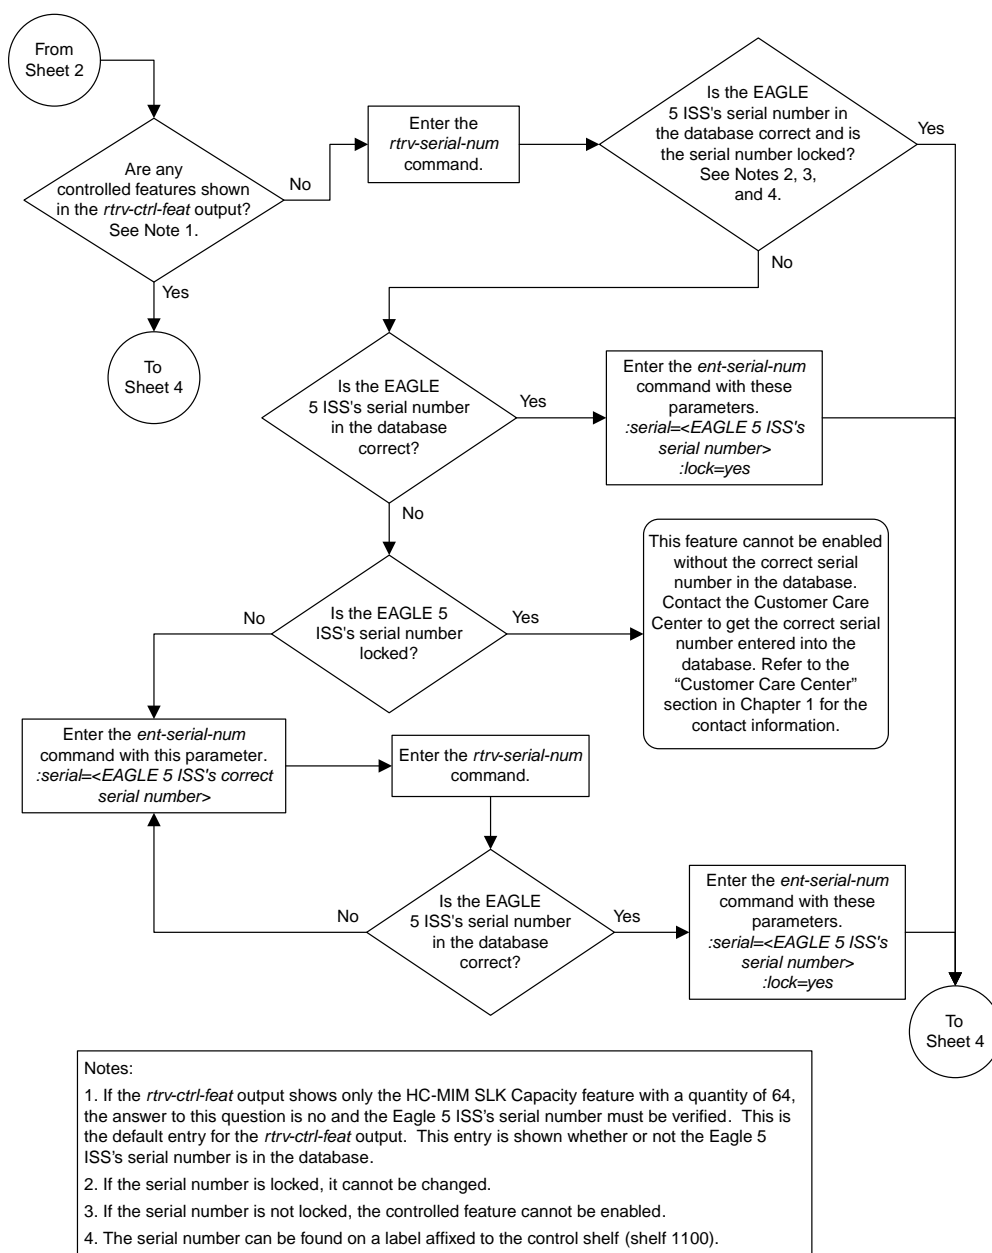 From
Sheet 2
Are any
controlled features shown
in the rtrv-ctrl-feat output?
See Note 1.
No
Yes
To
Sheet 4
Enter the
rtrv-serial-num
command.
Is the EAGLE
5 ISS's serial number in
the database correct and is
the serial number locked?
See Notes 2, 3,
and 4.
Yes
No
Is the EAGLE
5 ISS's serial number
in the database
correct?
Yes
No
Enter the ent-serial-num
command with these
parameters.
:serial=<EAGLE 5 ISS's
serial number>
:lock=yes
Is the EAGLE 5
ISS's serial number
locked?
No
Yes
This feature cannot be enabled
without the correct serial
number in the database.
Contact the Customer Care
Center to get the correct serial
number entered into the
database. Refer to the
“Customer Care Center”
section in Chapter 1 for the
contact information.
Enter the ent-serial-num
command with this parameter.
:serial=<EAGLE 5 ISS's correct
serial number>
Enter the rtrv-serial-num
command.
Is the EAGLE
5 ISS's serial number
in the database
correct?
No
Yes
Enter the ent-serial-num
command with these
parameters.
:serial=<EAGLE 5 ISS's
serial number>
:lock=yes
To
Sheet 4
Notes:
1. If the rtrv-ctrl-feat output shows only the HC-MIM SLK Capacity feature with a quantity of 64,
the answer to this question is no and the Eagle 5 ISS's serial number must be verified. This is
the default entry for the rtrv-ctrl-feat output. This entry is shown whether or not the Eagle 5
ISS's serial number is in the database.
2. If the serial number is locked, it cannot be changed.
3. If the serial number is not locked, the controlled feature cannot be enabled.
4. The serial number can be found on a label affixed to the control shelf (shelf 1100).